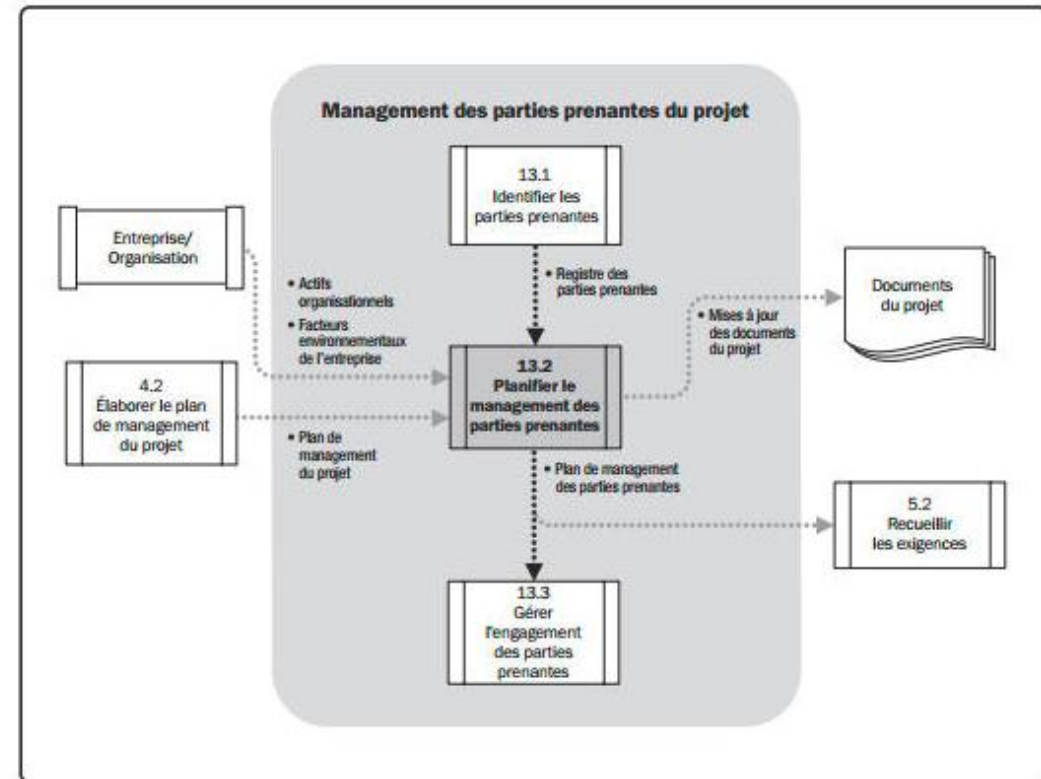 Management des parties prenantes du projet
13.1
Identifier les
parties prenantes
Entreprise/
Organisation
• Actifs
organisationnels
• Facteurs
environnementaux
de l'entreprise
• Registre des
parties prenantes
Documents
du projet
• Mises à jour
des documents
du projet
4.2
Élaborer le plan
de management
du projet
13.2
Planifier le
management des
parties prenantes
• Plan de
management
du projet
• Plan de management
des parties prenantes
5.2
Recueillir
les exigences
13.3
Gérer
l'engagement
des parties
prenantes